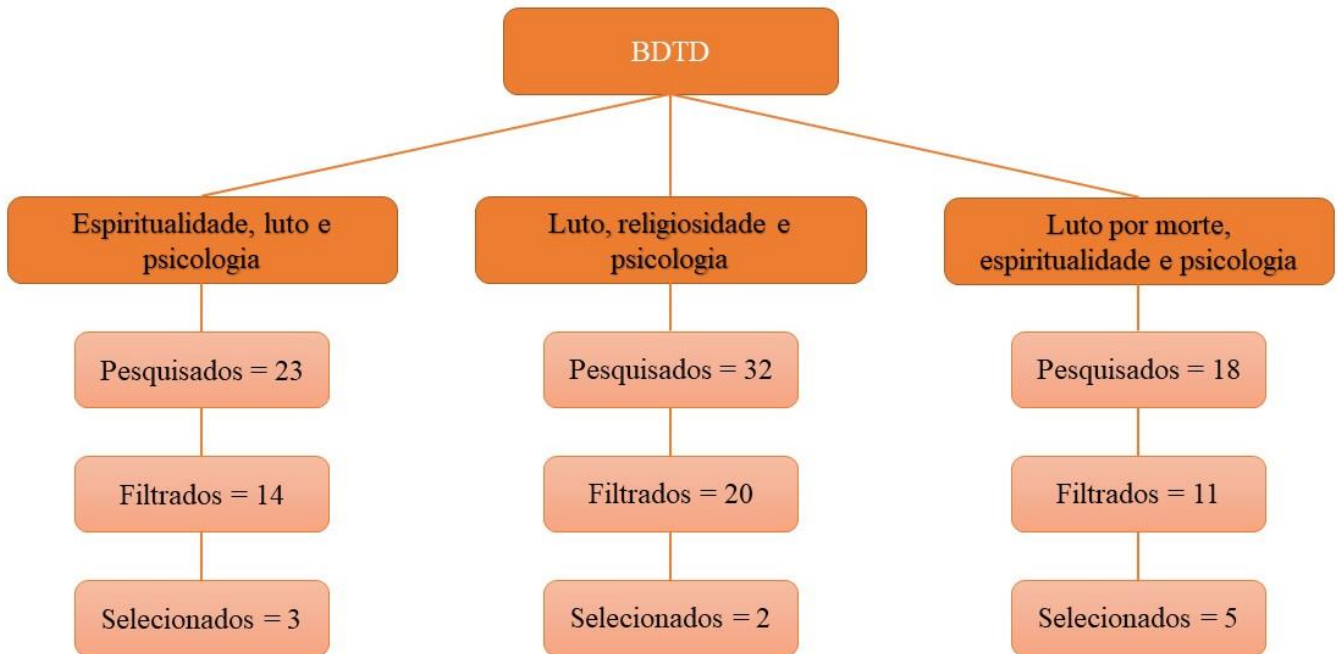 BDTD
Espiritualidade, luto e
psicologia
Pesquisados = 23
Filtrados = 14
Selecionados = 3
Luto, religiosidade e
psicologia
Pesquisados = 32
Filtrados = 20
Selecionados = 2
Luto por morte,
espiritualidade e psicologia
Pesquisados = 18
Filtrados = 11
Selecionados = 5